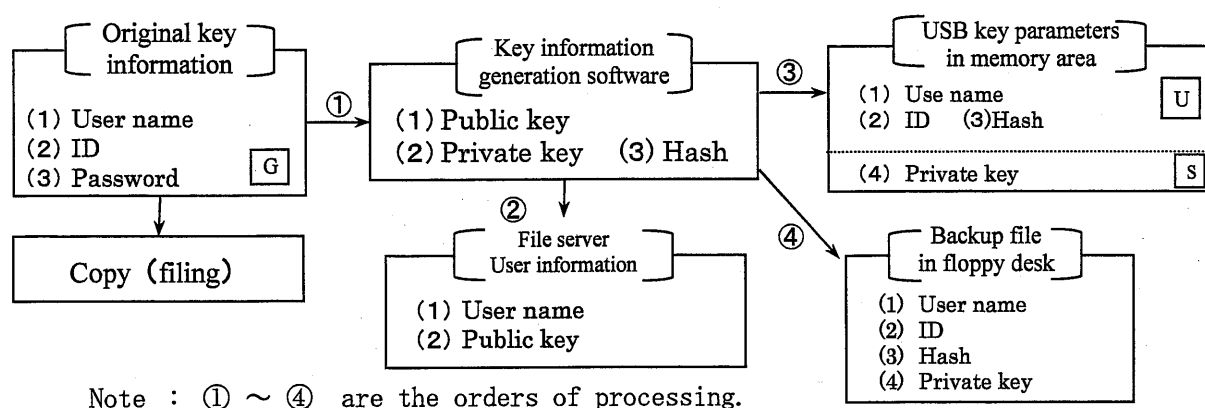 Original key
information
(1) User name
(2) ID
(3) Password
G
Copy (filing)
①
Key information
generation software
(1) Public key
(2) Private key (3) Hash
②
File server
User information
(1) User name
(2) Public key
③
USB key parameters
in memory area
(1) Use name
(2) ID (3)Hash
U
(4) Private key
S
④
Backup file
in floppy desk
(1) User name
(2) ID
(3) Hash
(4) Private key
Note : ① ~ ④ are the orders of processing.